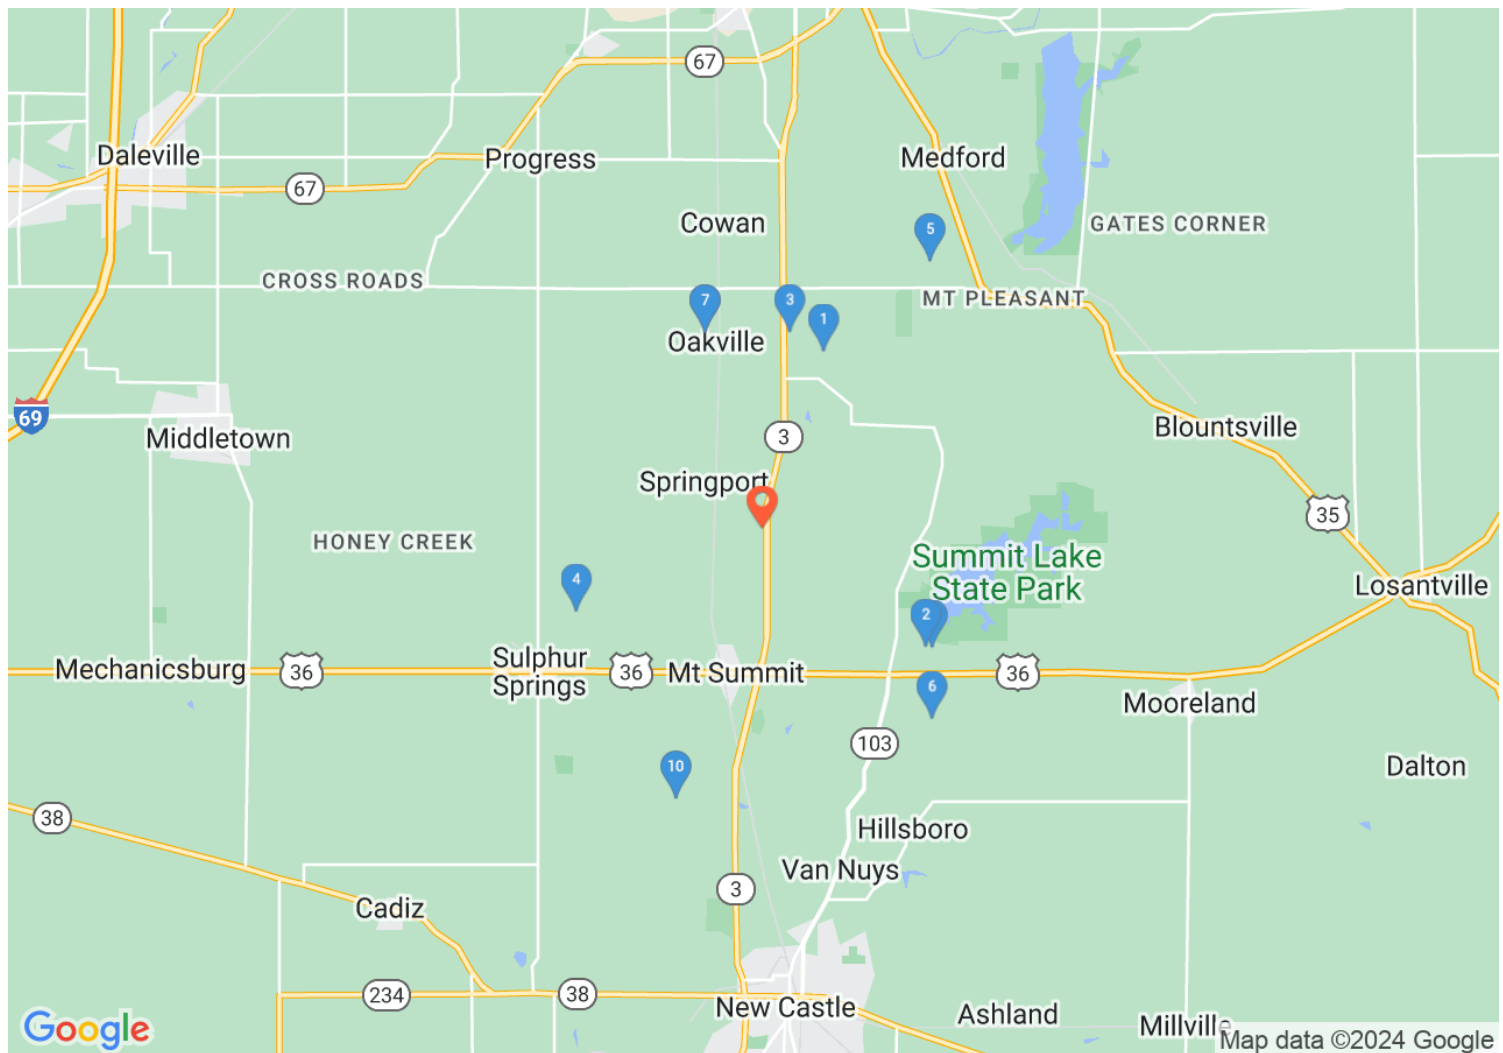 67
Daleville
Progress
Medford
67
Cowan
5
GATES CORNER
CROSS ROADS
7
3
1
MT PLEASANT
Oakville
69
Middletown
3
Blountsville
Springport
35
HONEY CREEK
Summit Lake
State Park
4
Losantville
2
Sulphur
Springs
Mechanicsburg
36
36
Mt Summit
36
6
Mooreland
103
10
Dalton
38
Hillsboro
Van Nuys
3
Cadiz
234
38
New Castle
Ashland
Millville
Google
Map data ©2024 Google